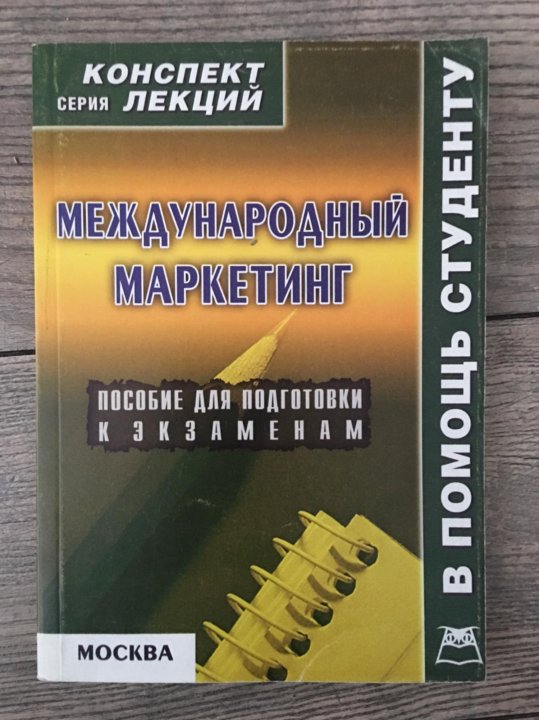 КОНСПЕКТ
СЕРИЯ ЛЕКЦИЙ
МЕЖДУНАРОДНЫЙ
МАРКЕТИНГ
ПОСОБИЕ ДЛЯ ПОДГОТОВКИ
К ЭКЗАМЕНАМ
МОСКВА
В ПОМОЩЬ СТУДЕНТУ